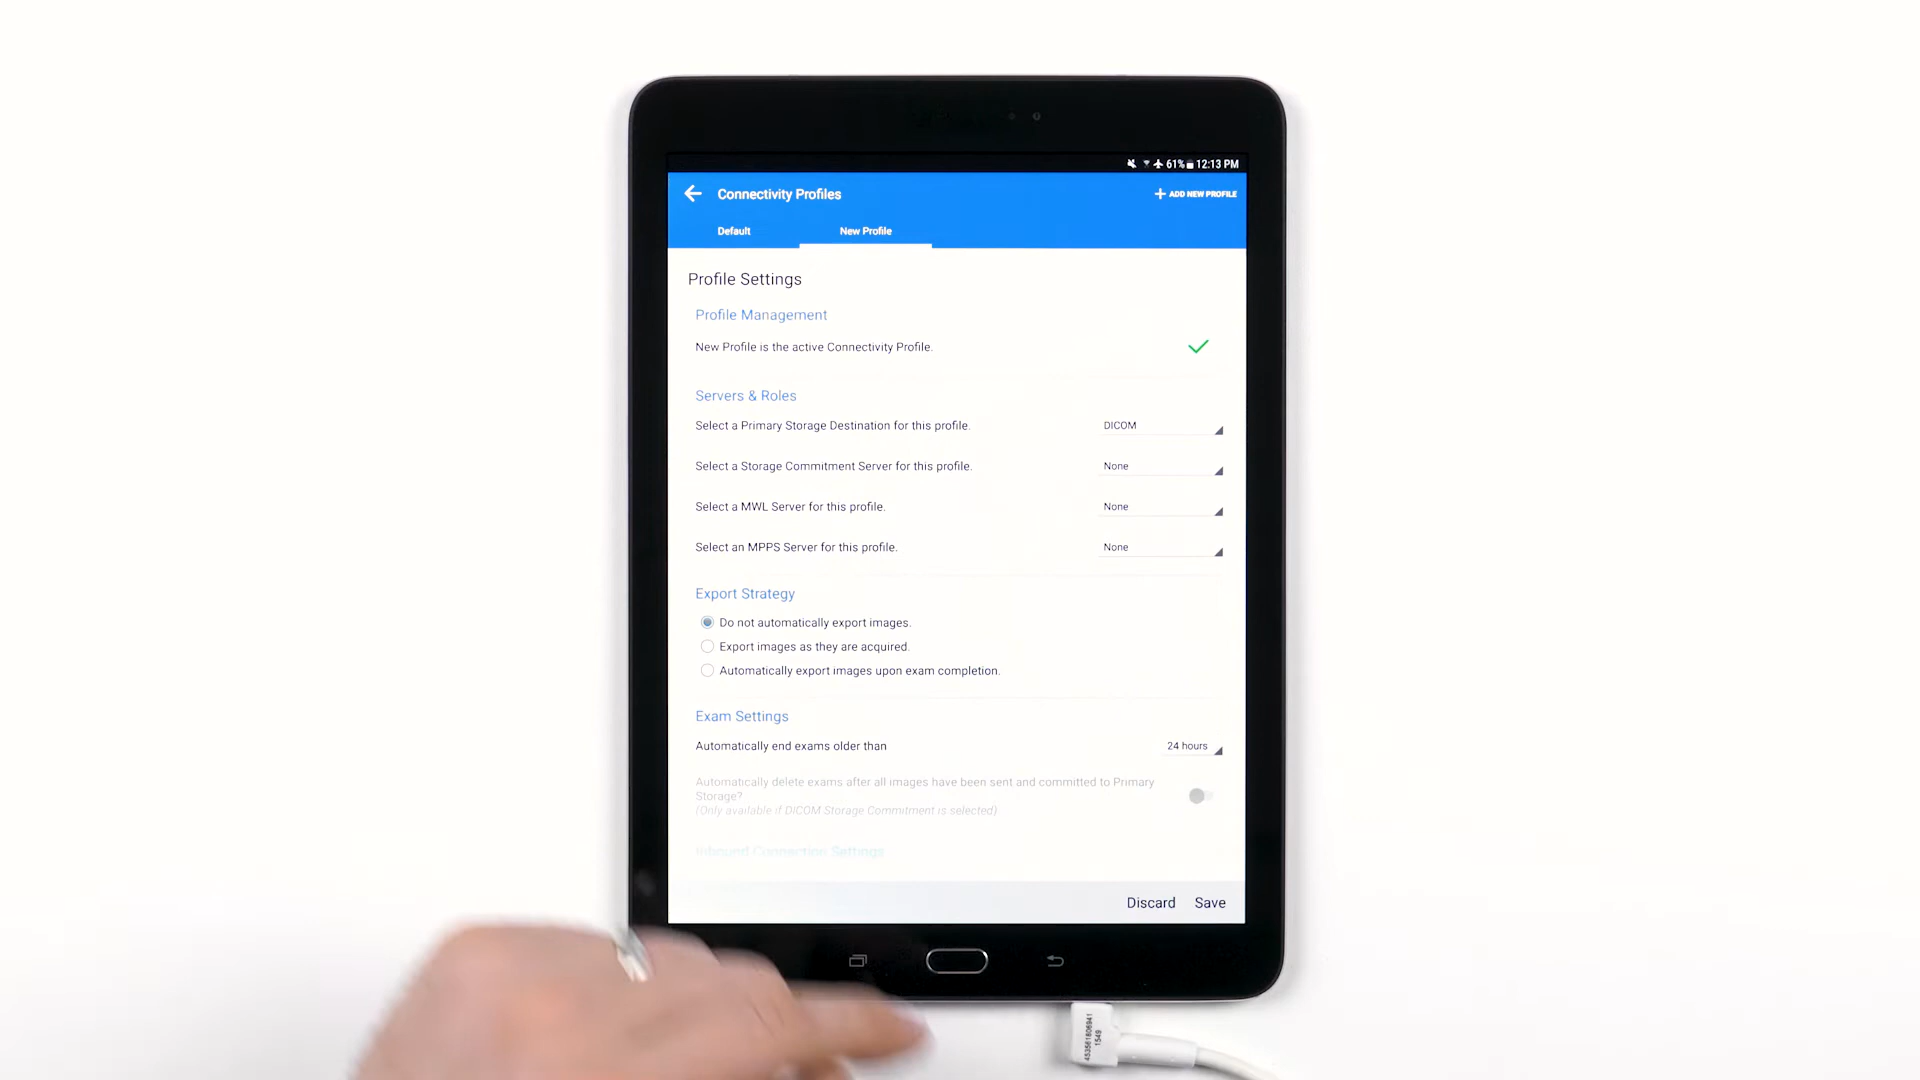 61% 12:13 PM
Connectivity Profiles
+ ADD NEW PROFILE
Default
New Profile
Profile Settings
Profile Management
New Profile is the active Connectivity Profile.
Servers & Roles
Select a Primary Storage Destination for this profile.
DICOM
Select a Storage Commitment Server for this profile.
None
Select a MWL Server for this profile.
None
Select an MPPS Server for this profile.
None
Export Strategy
Do not automatically export images.
Export images as they are acquired.
Automatically export images upon exam completion.
Exam Settings
Automatically end exams older than
24 hours
Automatically delete exams after all images have been sent and committed to Primary
Storage?
(Only available if DICOM Storage Commitment is selected)
Inbound Connection Settings
Discard
Save
453561806941
1549